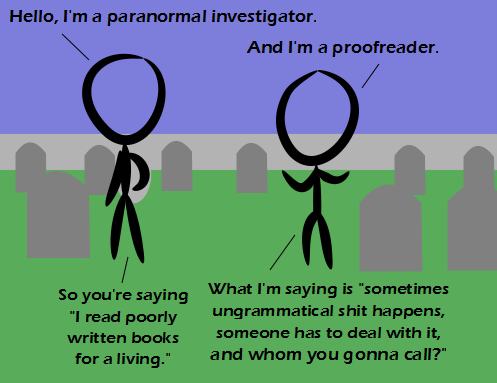 Hello, I'm a paranormal investigator.
And I'm a proofreader.
So you're saying
"I read poorly
written books
for a living."
What I'm saying is "sometimes
ungrammatical shit happens,
someone has to deal with it,
and whom you gonna call?"